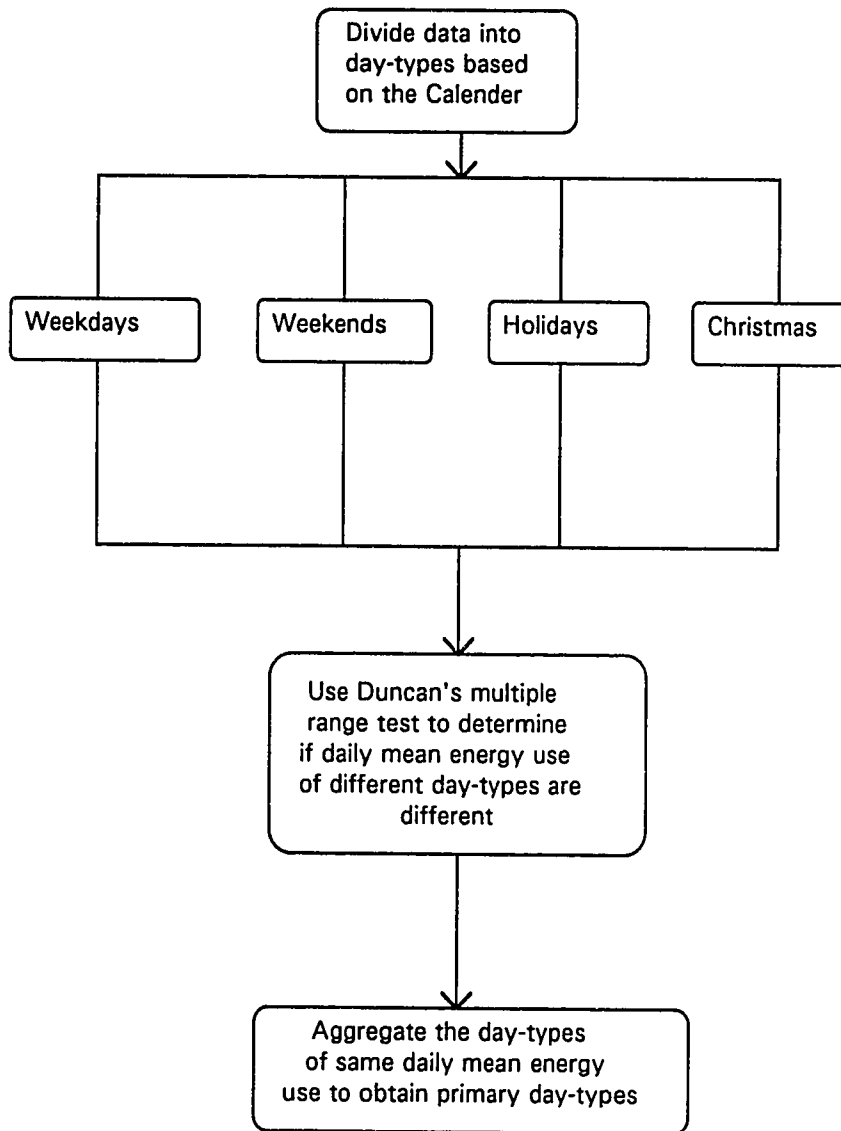 Divide data into
day-types based
on the Calender
Weekdays
Weekends
Holidays
Christmas
Use Duncan's multiple
range test to determine
if daily mean energy use
of different day-types are
different
Aggregate the day-types
of same daily mean energy
use to obtain primary day-types